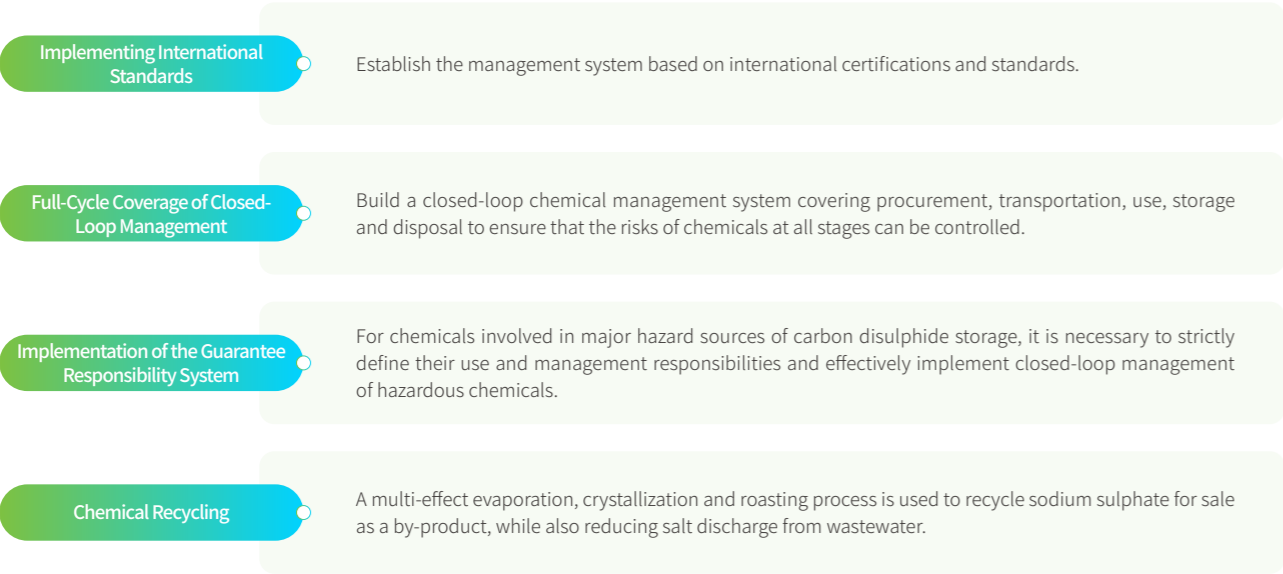 Implementing International
Standards
Establish the management system based on international certifications and standards.
Full-Cycle Coverage of Closed-
Loop Management
Build a closed-loop chemical management system covering procurement, transportation, use, storage
and disposal to ensure that the risks of chemicals at all stages can be controlled.
Implementation of the Guarantee
Responsibility System
For chemicals involved in major hazard sources of carbon disulphide storage, it is necessary to strictly
define their use and management responsibilities and effectively implement closed-loop management
of hazardous chemicals.
Chemical Recycling
A multi-effect evaporation, crystallization and roasting process is used to recycle sodium sulphate for sale
as a by-product, while also reducing salt discharge from wastewater.